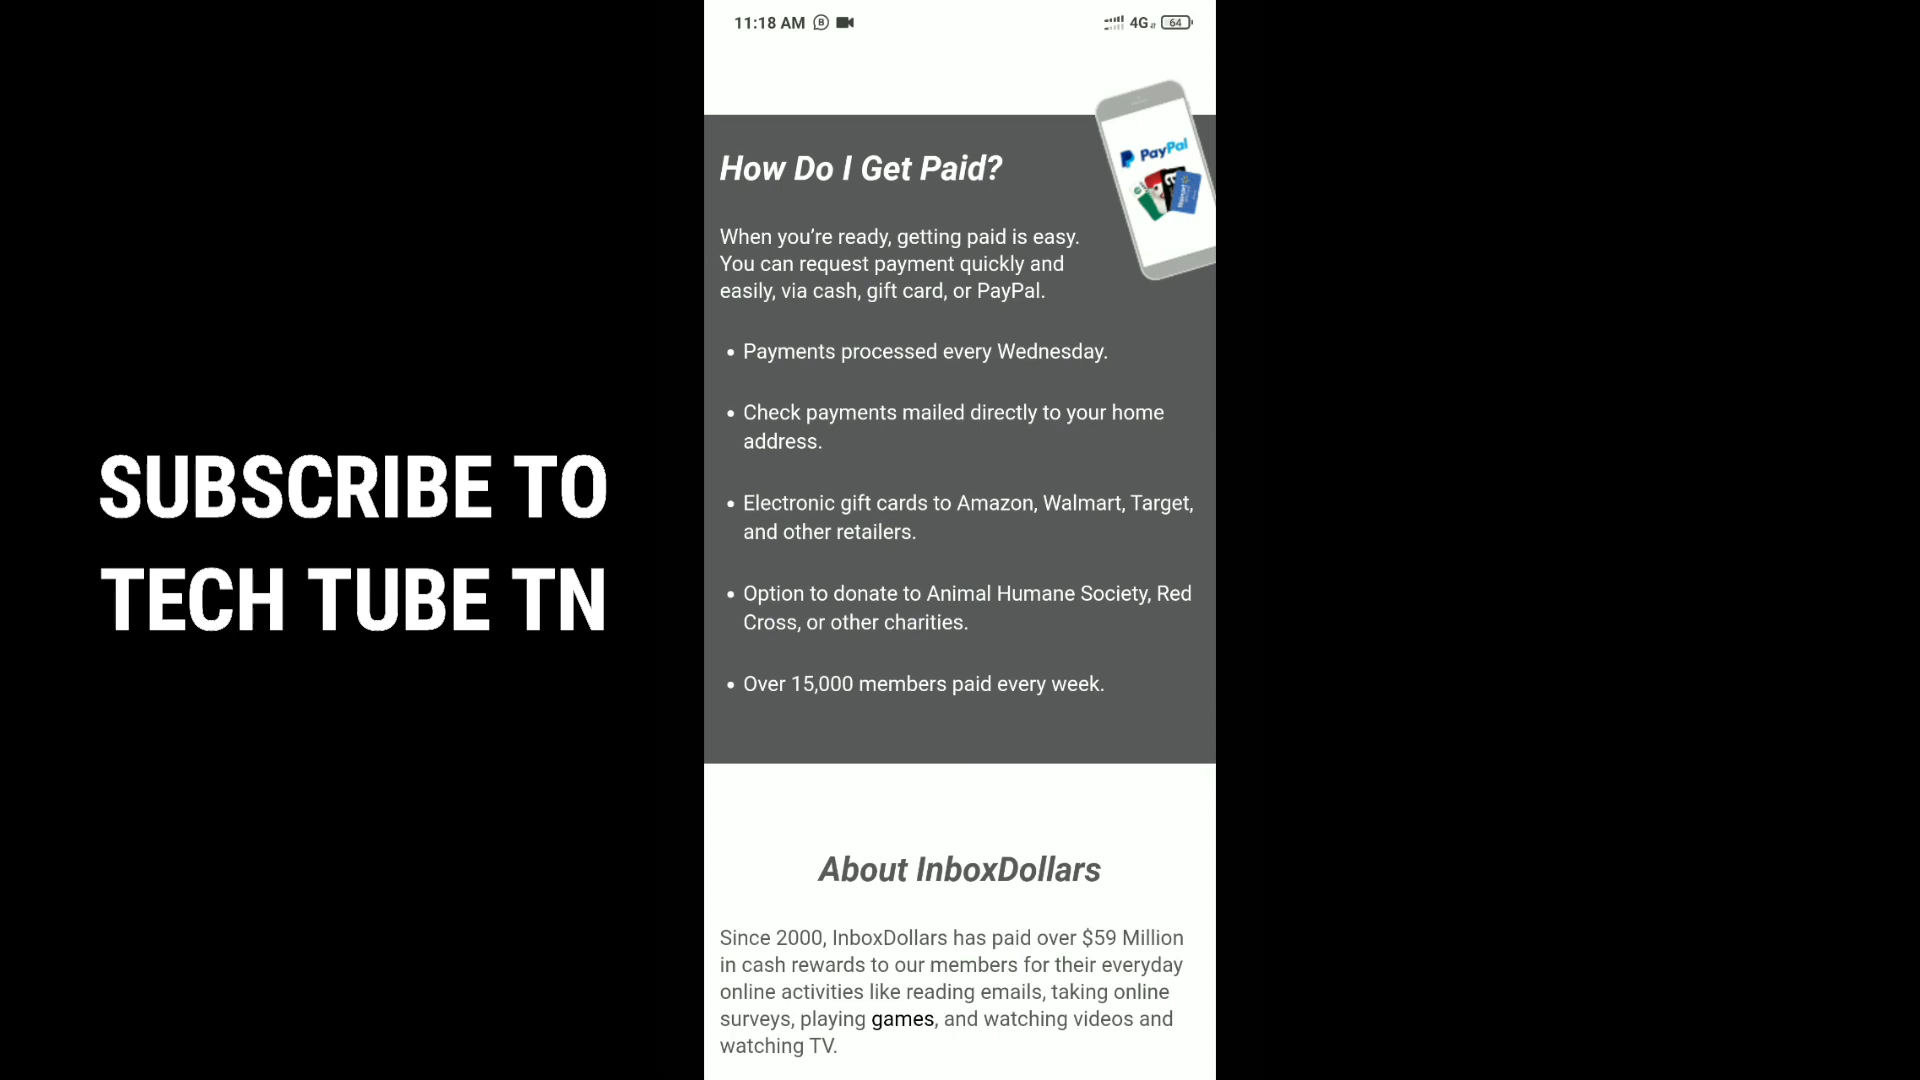 11:18 AM
4G
64
PayPal
How Do I Get Paid?
When you’re ready, getting paid is easy.
You can request payment quickly and
easily, via cash, gift card, or PayPal.
• Payments processed every Wednesday.
• Check payments mailed directly to your home
address.
• Electronic gift cards to Amazon, Walmart, Target,
and other retailers.
• Option to donate to Animal Humane Society, Red
Cross, or other charities.
• Over 15,000 members paid every week.
SUBSCRIBE TO
TECH TUBE TN
About InboxDollars
Since 2000, InboxDollars has paid over $59 Million
in cash rewards to our members for their everyday
online activities like reading emails, taking online
surveys, playing games, and watching videos and
watching TV.